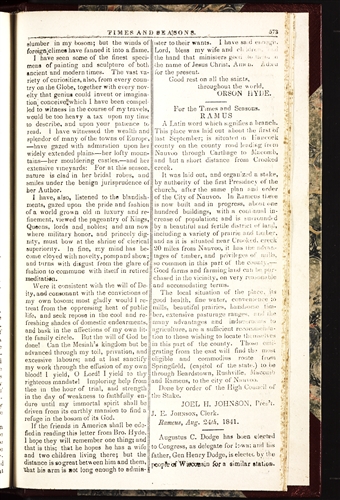 TIMES AND SEASONS.
573
slumber in my bosom; but the winds of
foreign climes have fanned it into a flame.
I have seen some of the finest speci-
mens of painting and sculpture of both
ancient and modern times. The vast va-
riety of curiosities, also, from every coun-
try on the Globe, together with every nov-
elty that genius could invent or imagina-
tion conceive, which I have been compel
led to witness in the course of my travels,
would be too heavy a tax upon my time
to describe, and upon your patience to
read. I have witnessed the wealth and
splendor of many of the towns of Europe,
—have gazed with admiration upon her
widely extended plains—her lofty moun-
tains—her mouldering castles—and her
extensive vineyards: For at this season,
nature is clad in her bridal robes, and
smiles under the benign jurisprudence of
her Author.
I have, also, listened to the blandish-
ments, gazed upon the pride and fashion
of a world grown old in luxury and re-
finement, viewed the pageantry of Kings,
Queens, lords and nobles; and am now
where military honor, and princely dig-
nity, must bow at the shrine of clerical
superiority. In fine, my mind has be-
come cloyed with novelty, pomp and show;
and turns with disgust from the glare of
fashion to commune with itself in retired
meditation.
Were it consistent with the will of De-
ity, and consonant with the convictions of
my own bosom; most gladly would I re-
treat from the oppressing heat of public
life, and seek repose in the cool and re-
freshing shades of domestic endearments,
and bask in the affections of my own lit-
tle family circle. But the will of God be
done! Can the Messiah's kingdom but be
advanced through my toil, privation, and
excessive labours; and at last sanctify
my work through the effusion of my own
blood! I yield, O Lord! I yield to thy
righteous mandate! Imploring help from
thee in the hour of trial, and strength
in the day of weakness to faithfully en-
dure until my immortal spirit shall be
driven from its earthly mansion to find a
refuge in the bosom of its God.
If the friends in America shall be edi-
fied in reading this letter from Bro. Hyde.
I hope they will remember one thing: and
that is this; that he hopes he has a wife
and two children living there; but the
distance is so great between him and them,
that his arm is not long enough to admin-
ister to their wants. I have said enough.
Lord, bless my wife and
the hand that ministers good
the name of Jesus Christ, Amen. Adieu
for the present.
Good rest on all the saints,
throughout the world,
ORSON HYDE.
For the Times and Seasons.
RAMUS
A Latin word which signifies a branch.
This place was laid out about the first of
last September; is situated in Hancock
county on the county road leading from
Nauvoo through Carthage to Macomb,
and but a short distance from Crooked
creek.
It was laid out, and organized a stake,
by authority of the first Presidency of the
church, after the same plan and order
of the City of Nauvoo. In Ramus there
is now built and in progress, about one
hundred buildings, with a continual in-
crease of population; and is surrounded
by a beautiful and fertile district of land,
including a variety of prairie and timber,
and as it is situated near Crooked creek
20 miles from Nauvoo, it has the advan-
tages of timber, and privileges of mills,
so common in this part of the country—
Good farms and farming land can be pur-
chased in the vicinity, on very reasonable
and accomodating terms.
The local situation of the place, its
good health, fine water, convenience to
mills, beautiful prairies, handsome tim-
ber, extensive pasturage ranges, and the
many advantages and inducements to
agriculture, are a sufficient recommenda-
tion to those wishing to locate themselves
in this part of the county. Those emi-
grating from the east will find the most
eligible and commodius route from
Springfield, (capitol of the state,) to be
through Beardstown, Rushville, Macomb
and Ramus, to the city of Nauvoo.
Done by order of the High Council of
the Stake.
JOEL H. JOHNSON, Pres't.
J. E. JOHNSON, Clerk.
Ramus, Aug. 24th, 1841.
Augustus C. Dodge has been elected
to Congress, as delegate for Iowa: and his
father, Gen Henry Dodge, is elected by the
people of Wisconsin for a similar station.